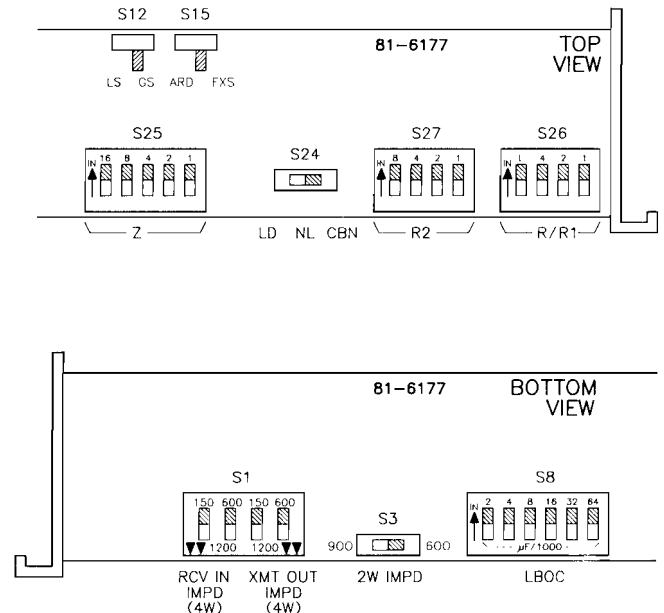 S12 S15
81-6177
TOP
VIEW
LS GS ARD FXS
S25
S24
S27
S26
IN 16 8 4 2 1
IN 8 4 2 1
IN L 4 2 1
Z
LD NL CBN
R2
R/R1
81-6177
BOTTOM
VIEW
S1
S3
S8
150 600 150 600
1200 1200
900 600
IN 2 4 8 16 32 64
µF/1000
RCV IN
IMPD
(4W)
XMT OUT
IMPD
(4W)
2W IMPD
LBOC